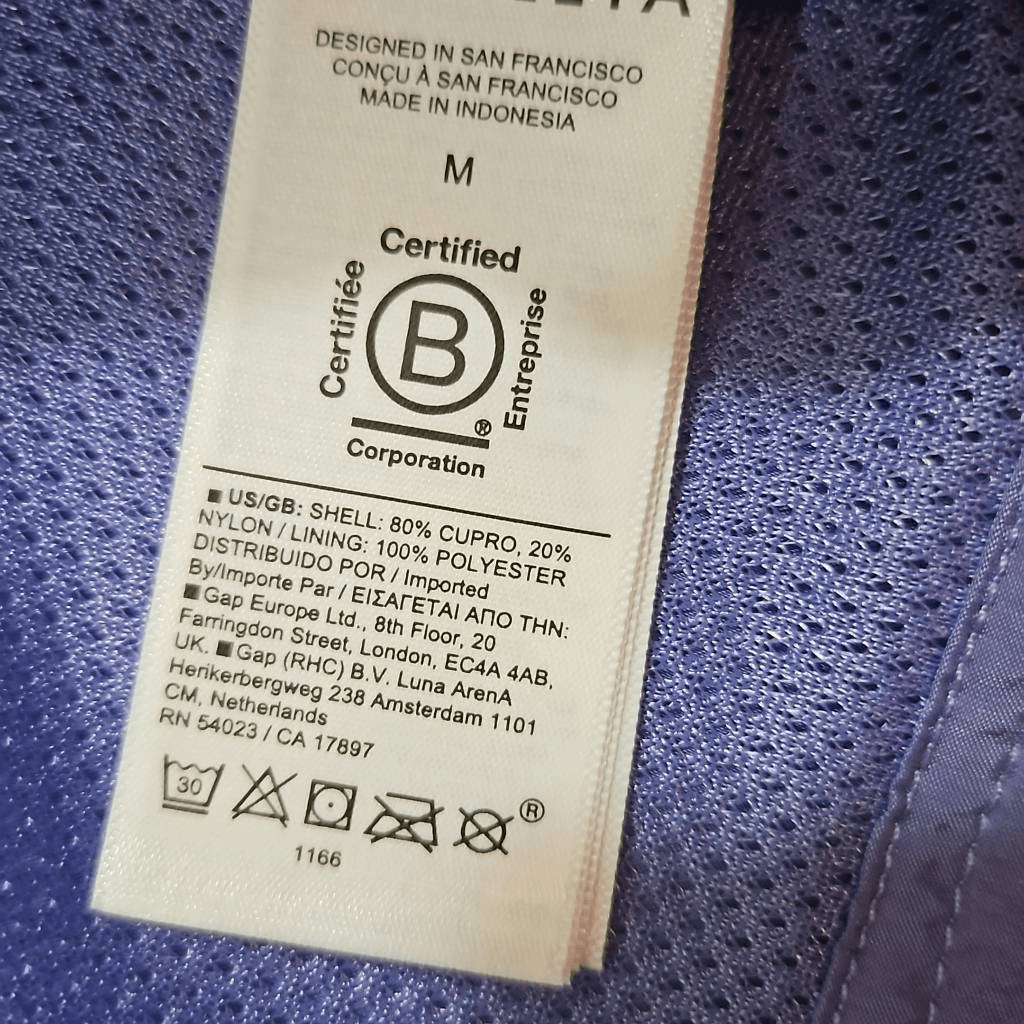 DESIGNED IN SAN FRANCISCO
CONÇU À SAN FRANCISCO
MADE IN INDONESIA
M
Certified
Certifiée
B
Entreprise
®
Corporation
■ US/GB: SHELL: 80% CUPRO, 20%
NYLON / LINING: 100% POLYESTER
DISTRIBUIDO POR / Imported
By/Importe Par / ΕΙΣΑΓΕΤΑΙ ΑΠΟ ΤΗΝ:
■ Gap Europe Ltd., 8th Floor, 20
Farringdon Street, London, EC4A 4AB,
UK. ■ Gap (RHC) B.V. Luna ArenA
Herikerbergweg 238 Amsterdam 1101
CM, Netherlands
RN 54023 / CA 17897
30
®
1166